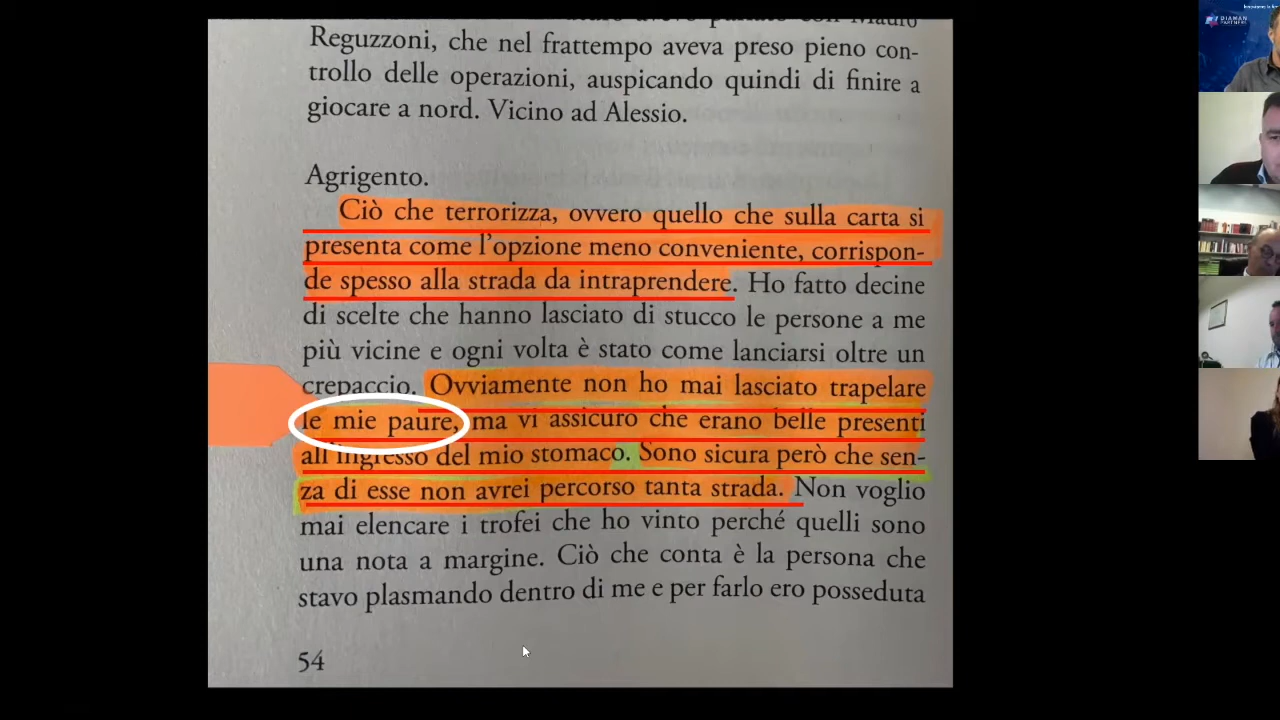 Reguzzoni, che nel frattempo aveva preso pieno con-
trollo delle operazioni, auspicando quindi di finire a
giocare a nord. Vicino ad Alessio.
Agrigento.
Ciò che terrorizza, ovvero quello che sulla carta si
presenta come l’opzione meno conveniente, corrispon-
de spesso alla strada da intraprendere. Ho fatto decine
di scelte che hanno lasciato di stucco le persone a me
più vicine e ogni volta è stato come lanciarsi oltre un
crepaccio. Ovviamente non ho mai lasciato trapelare
le mie paure, ma vi assicuro che erano belle presenti
all’ingresso del mio stomaco. Sono sicura però che sen-
za di esse non avrei percorso tanta strada. Non voglio
mai elencare i trofei che ho vinto perché quelli sono
una nota a margine. Ciò che conta è la persona che
stavo plasmando dentro di me e per farlo ero posseduta
54
DIAMAN
PARTNERS